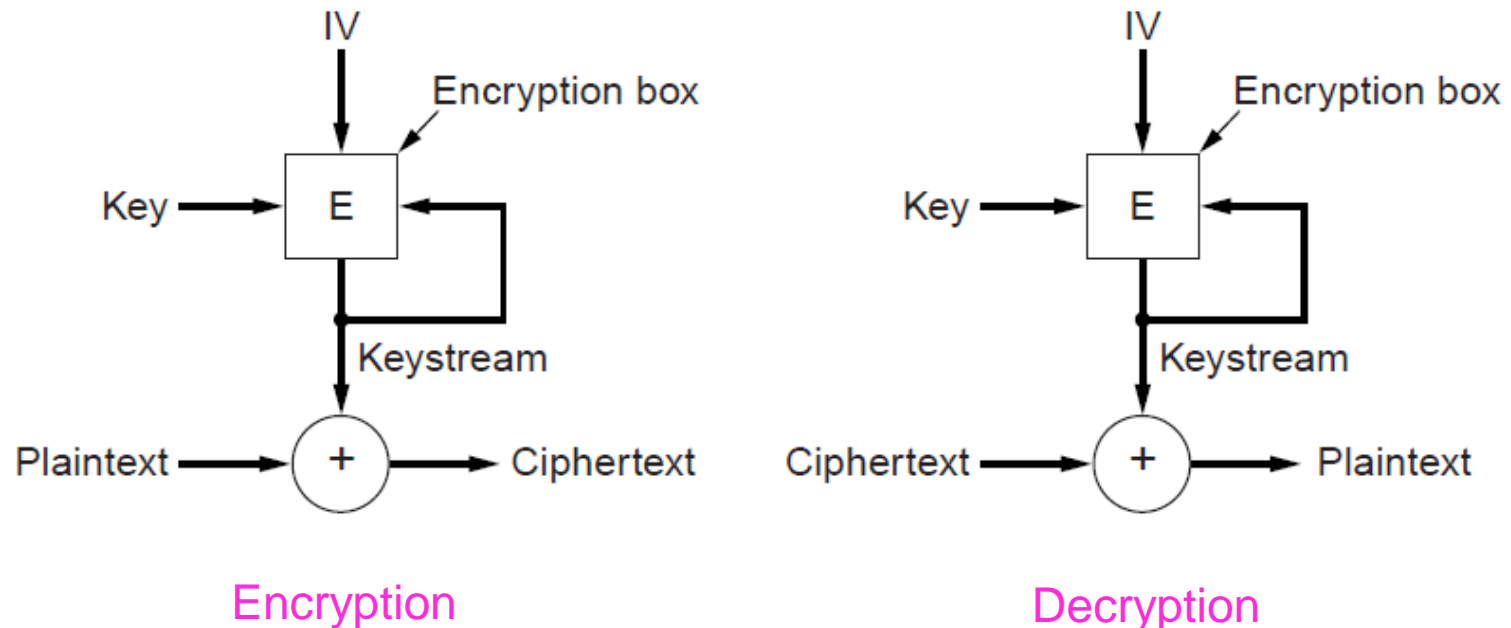 IV
Encryption box
Key
E
Keystream
Plaintext
+
Ciphertext
Encryption
IV
Encryption box
Key
E
Keystream
Ciphertext
+
Plaintext
Decryption